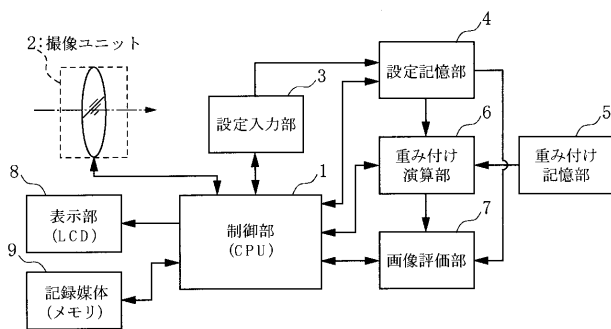 2:撮像ユニット
4
設定記憶部
3
設定入力部
6
重み付け
演算部
5
重み付け
記憶部
8
表示部
(LCD)
1
制御部
(CPU)
7
画像評価部
9
記録媒体
(メモリ)